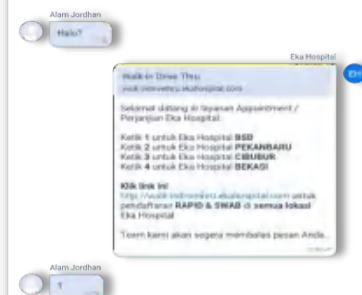 Alam Jordhan
Halo?
Eka Hospital
Walk-in Drive Thru
Selamat datang di layanan Appointment /
Perjanjian Eka Hospital.
Ketik 1 untuk Eka Hospital BSD
Ketik 2 untuk Eka Hospital PEKANBARU
Ketik 3 untuk Eka Hospital CIBUBUR
Ketik 4 untuk Eka Hospital BEKASI
Klik link ini
untuk
pendaftaran RAPID & SWAB di semua lokasi
Eka Hospital
Team kami akan segera membalas pesan Anda.
Alam Jordhan
1